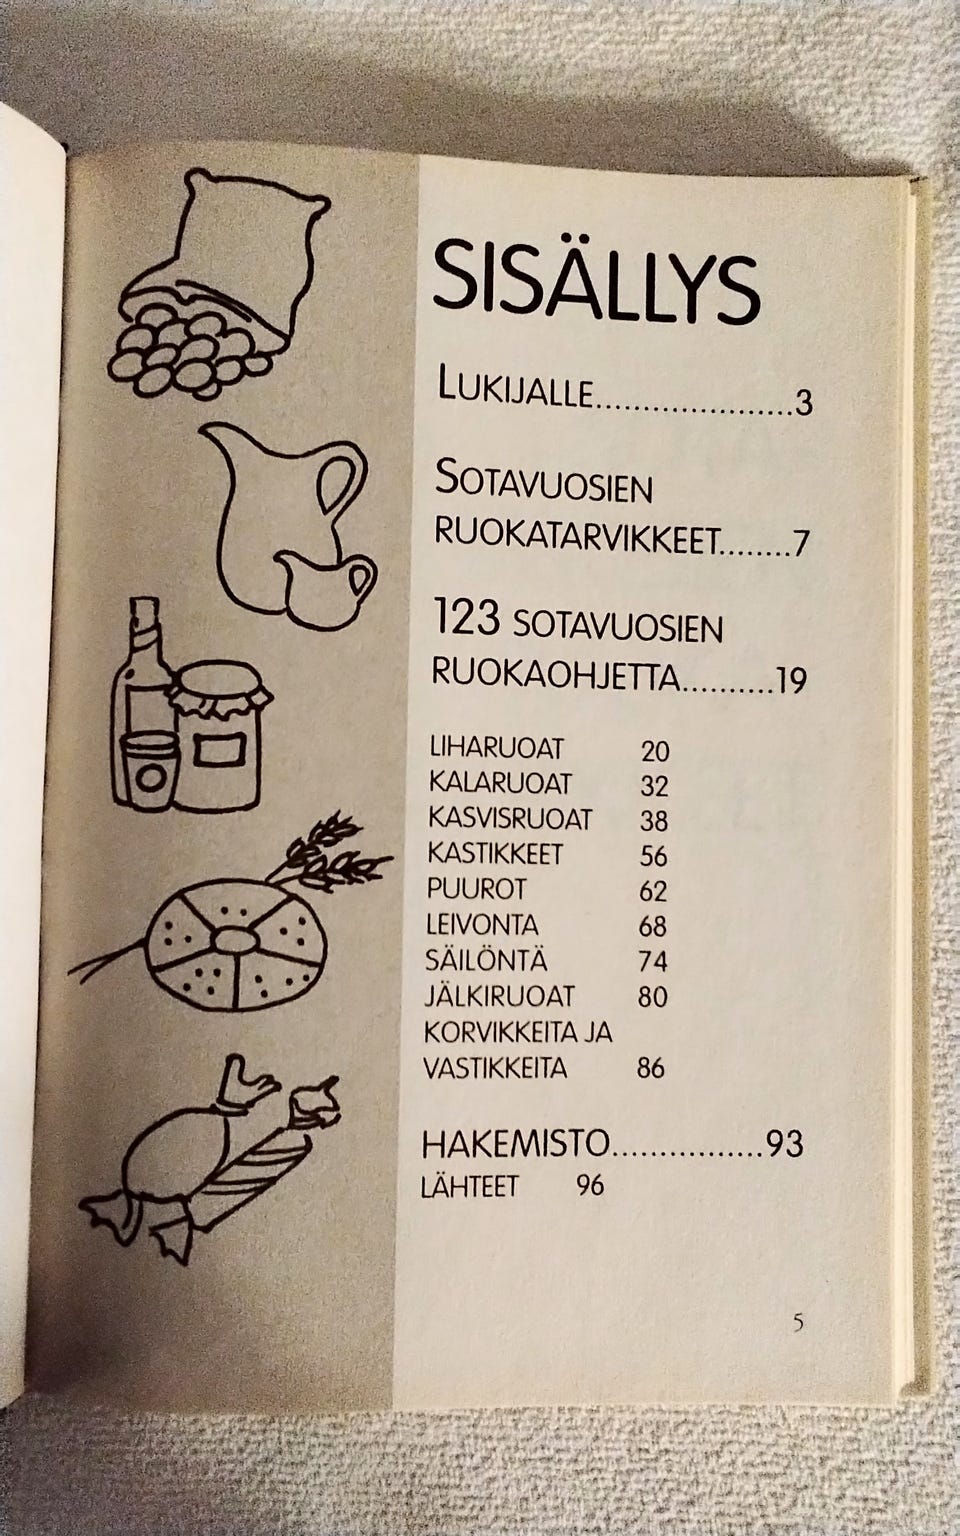 SISÄLLYS
LUKIJALLE.....................3
SOTAVUOSIEN
RUOKATARVIKKEET........7
123 SOTAVUOSIEN
RUOKAOHJETTA..........19
LIHARUOAT 20
KALARUOAT 32
KASVISRUOAT 38
KASTIKKEET 56
PUUROT 62
LEIVONTA 68
SÄILÖNTÄ 74
JÄLKIRUOAT 80
KORVIKKEITA JA
VASTIKKEITA 86
HAKEMISTO................93
LÄHTEET 96
5